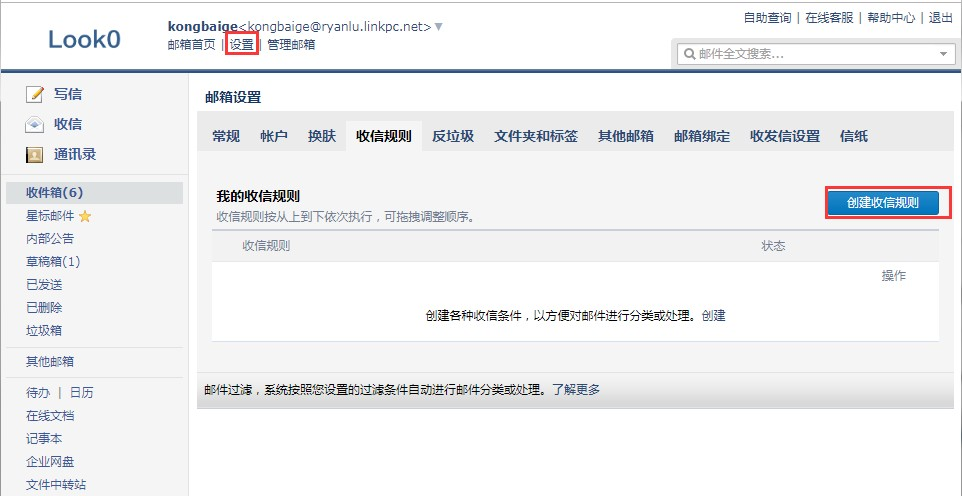 Look0
kongbaige<kongbaige@ryanlu.linkpc.net>
邮箱首页 | 设置 | 管理邮箱
自助查询 | 在线客服 | 帮助中心 | 退出
邮件全文搜索...
写信
收信
通讯录
收件箱(6)
星标邮件
内部公告
草稿箱(1)
已发送
已删除
垃圾箱
其他邮箱
待办 | 日历
在线文档
记事本
企业网盘
文件中转站
邮箱设置
常规 帐户 换肤 收信规则 反垃圾 文件夹和标签 其他邮箱 邮箱绑定 收发信设置 信纸
我的收信规则
收信规则按从上到下依次执行，可拖拽调整顺序。
创建收信规则
收信规则 状态
操作
创建各种收信条件，以方便对邮件进行分类或处理。创建
邮件过滤，系统按照您设置的过滤条件自动进行邮件分类或处理。了解更多